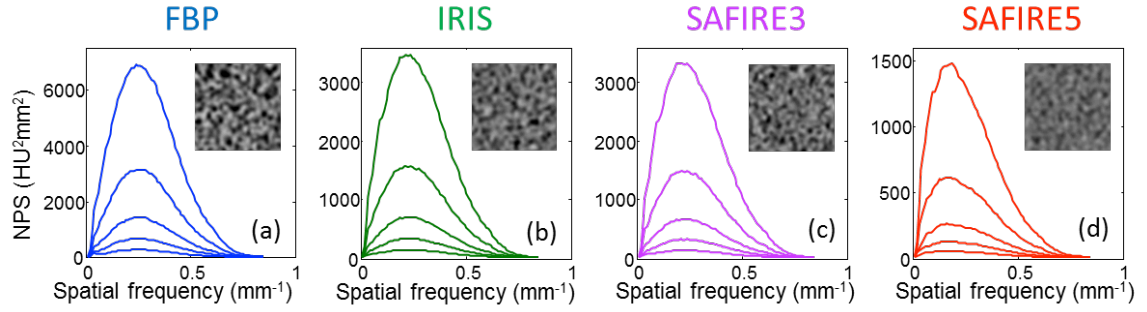 FBP
IRIS
SAFIRE3
SAFIRE5
NPS (HU²mm²)
6000
4000
2000
0
(a)
0
0.5
1
Spatial frequency (mm⁻¹)
3000
2000
1000
0
(b)
0
0.5
1
Spatial frequency (mm⁻¹)
3000
2000
1000
0
(c)
0
0.5
1
Spatial frequency (mm⁻¹)
1500
1000
500
0
(d)
0
0.5
1
Spatial frequency (mm⁻¹)